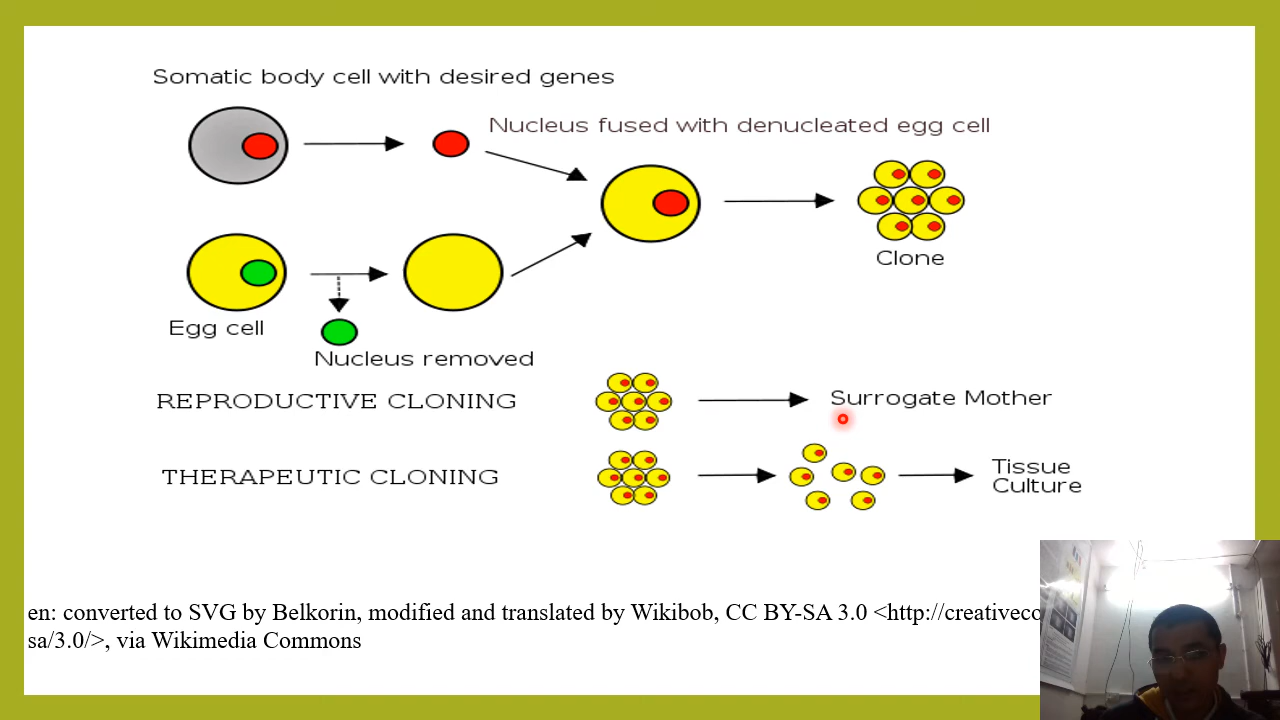 Somatic body cell with desired genes
Nucleus fused with denucleated egg cell
Clone
Egg cell
Nucleus removed
REPRODUCTIVE CLONING
Surrogate Mother
THERAPEUTIC CLONING
Tissue
Culture
en: converted to SVG by Belkorin, modified and translated by Wikibob, CC BY-SA 3.0 <http://creativeco
sa/3.0/>, via Wikimedia Commons